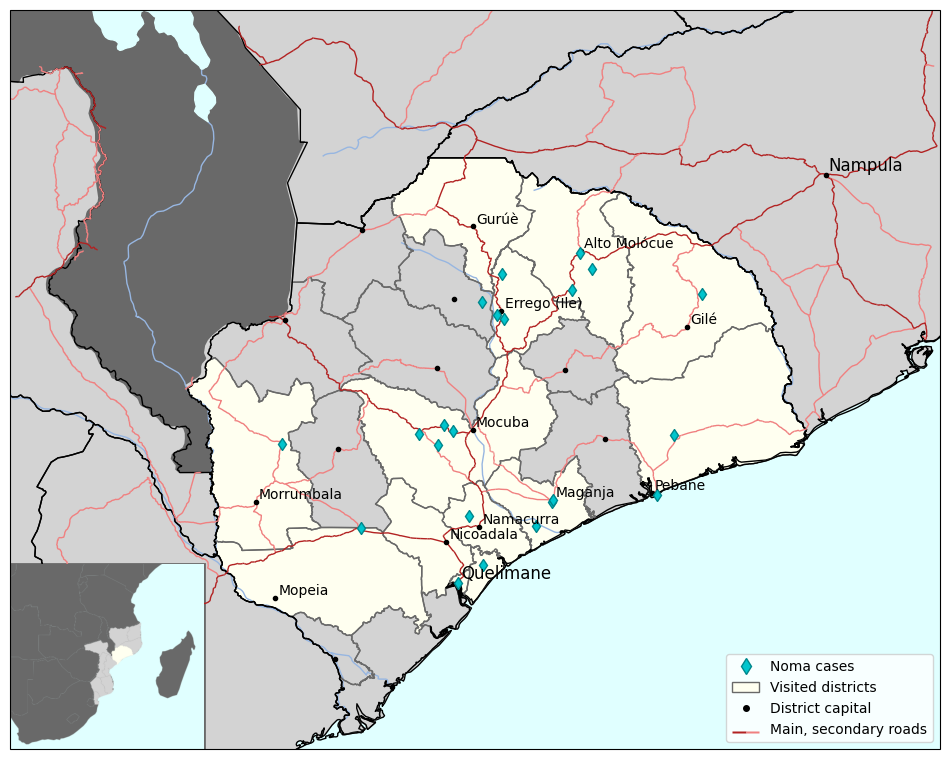 Nampula
Gurúè
Alto Molócue
Errego (Ile)
Gilé
Mocuba
Pebane
Maganja
Morrumbala
Namacurra
Nicoadala
Quelimane
Mopeia
Noma cases
Visited districts
District capital
Main, secondary roads